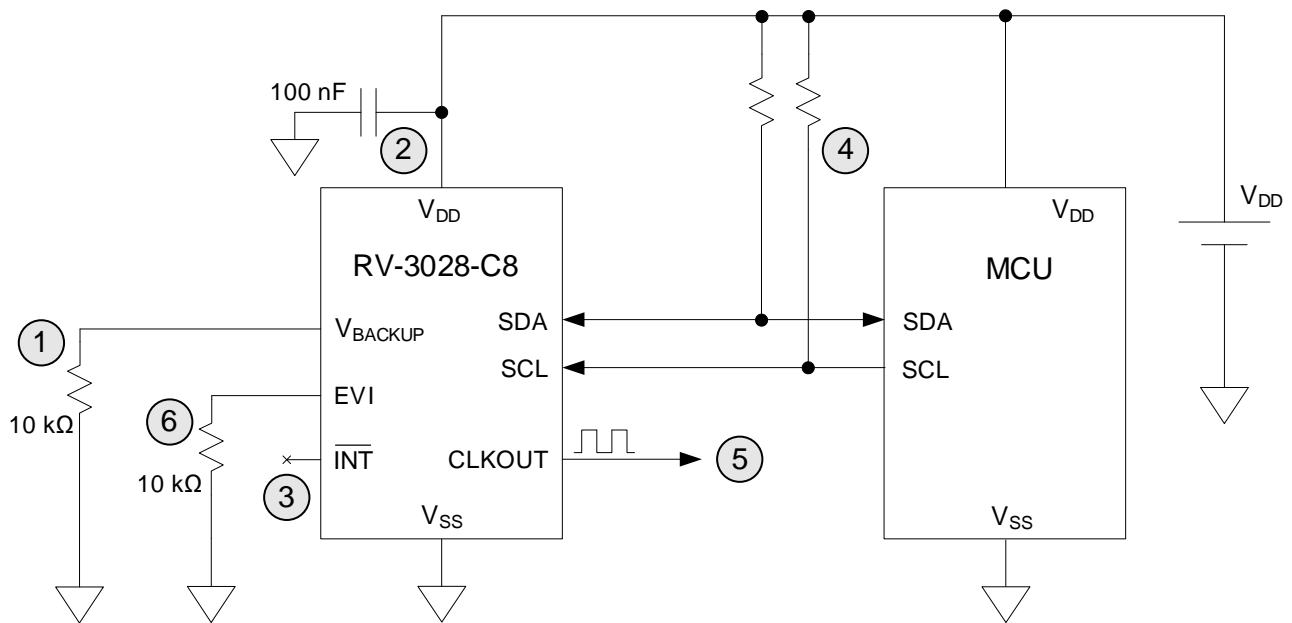 100 nF
2
4
V_DD
V_DD
V_DD
RV-3028-C8
MCU
1
V_BACKUP
SDA
SDA
SCL
SCL
10 kΩ
6
EVI
10 kΩ
3
I̅N̅T̅
CLKOUT
5
V_SS
V_SS